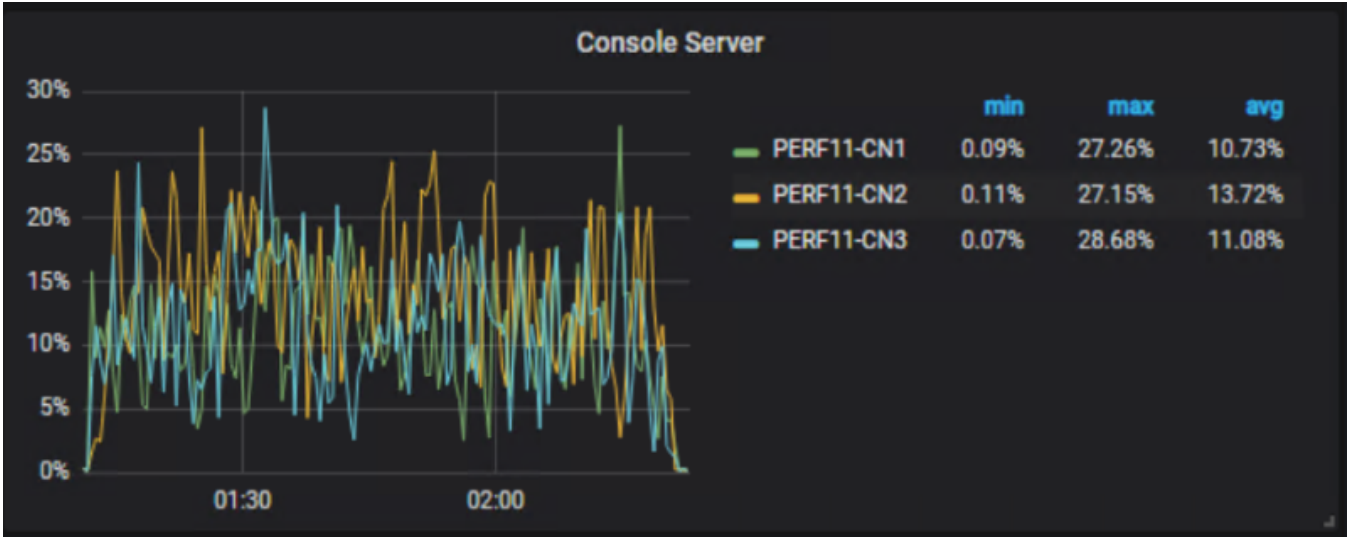 Console Server
30%
25%
20%
15%
10%
5%
0%
01:30 02:00
min max avg
PERF11-CN1 0.09% 27.26% 10.73%
PERF11-CN2 0.11% 27.15% 13.72%
PERF11-CN3 0.07% 28.68% 11.08%